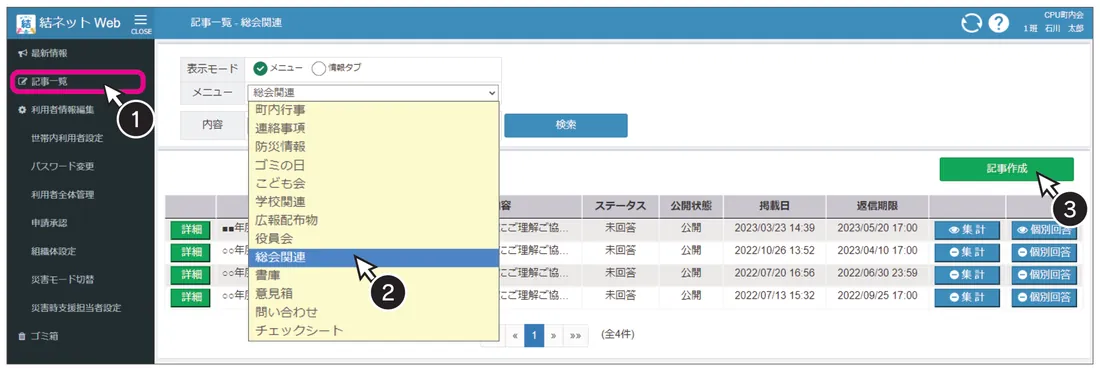 結ネット Web
CLOSE
記事一覧 - 総会関連
CPU町内会
1班 石川 太郎
最新情報
記事一覧
利用者情報編集
世帯内利用者設定
パスワード変更
利用者全体管理
申請承認
組織体設定
災害モード切替
災害時支援担当者設定
ゴミ箱
1
表示モード
メニュー
情報タブ
メニュー
総会関連
内容
検索
町内行事
連絡事項
防災情報
ゴミの日
こども会
学校関連
広報配布物
役員会
総会関連
書庫
意見箱
問い合わせ
チェックシート
2
記事作成
3
容 ステータス 公開状態 掲載日 返信期限
詳細 ■■年度 にご理解ご協... 未回答 公開 2023/03/23 14:39 2023/05/20 17:00 集計 個別回答
詳細 ○○年度 にご理解ご協... 未回答 公開 2022/10/26 13:52 2023/04/10 17:00 集計 個別回答
詳細 ○○年度 にご理解ご協... 未回答 公開 2022/07/20 16:56 2022/06/30 23:59 集計 個別回答
詳細 ○○年度 にご理解ご協... 未回答 公開 2022/07/13 15:32 2022/09/25 17:00 集計 個別回答
« 1 » »» (全4件)